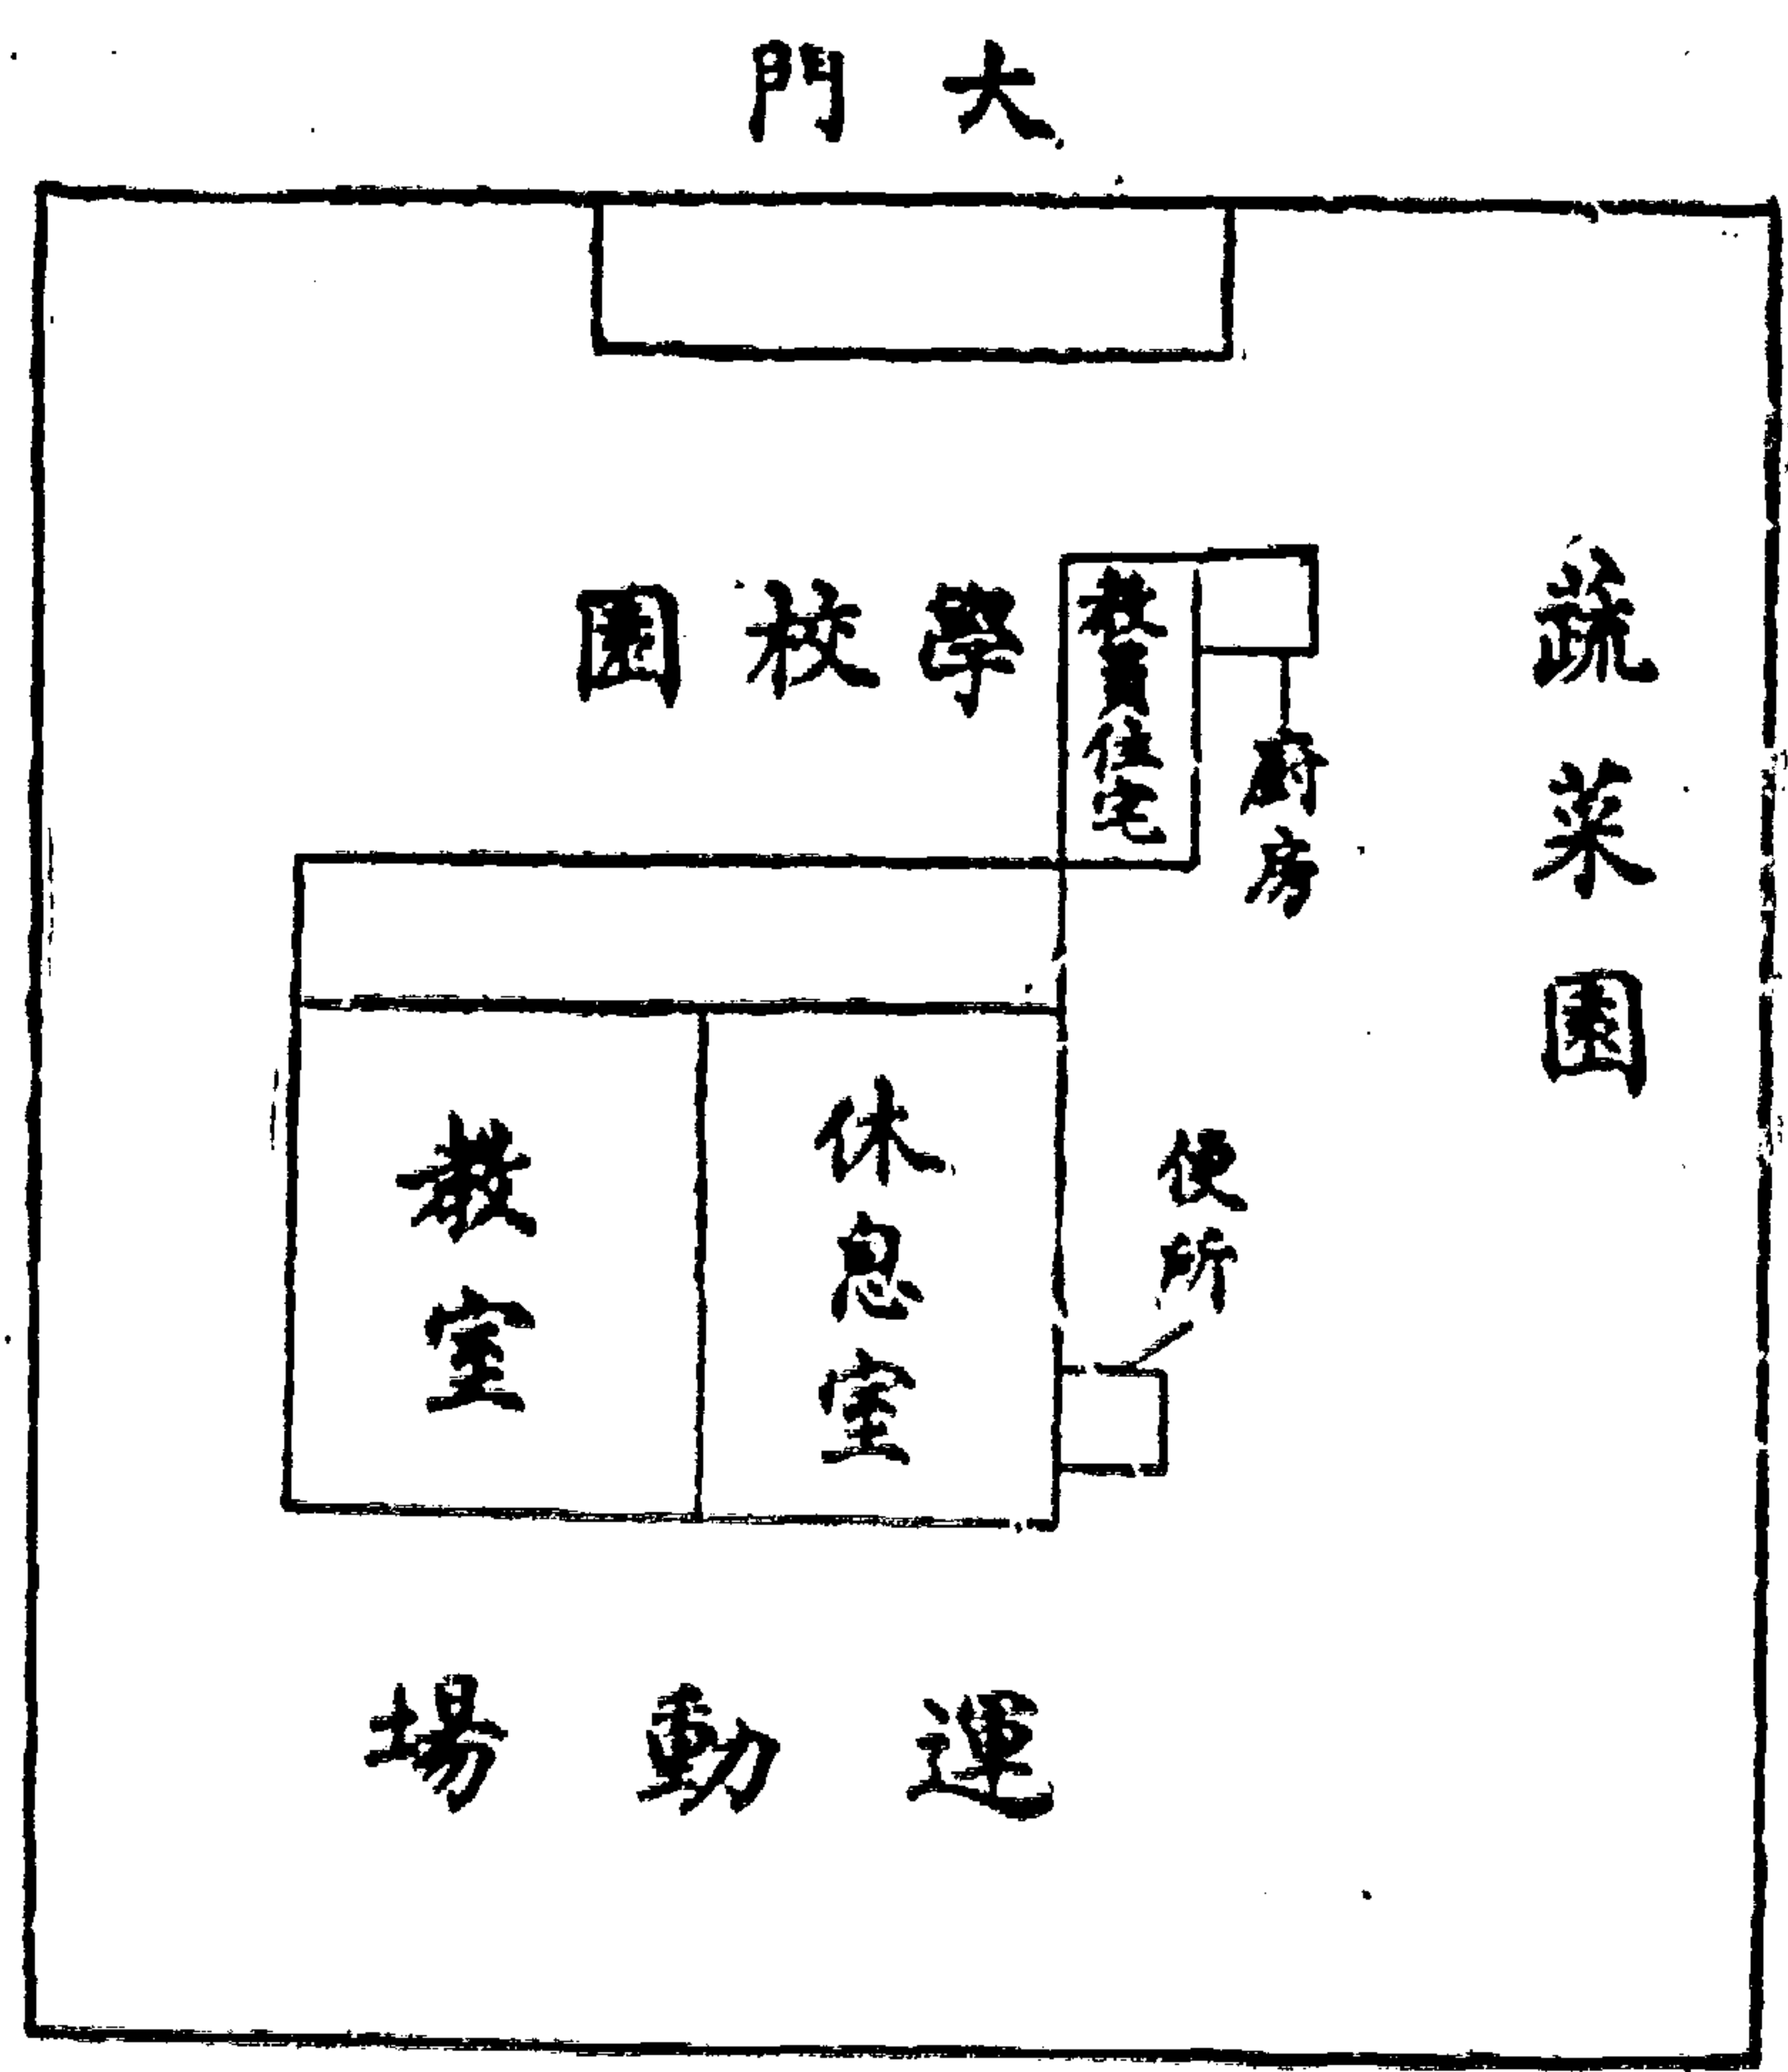 大門
學校園
教員住宅
廚房
蔬菜園
休息室
教室
便所
運動場